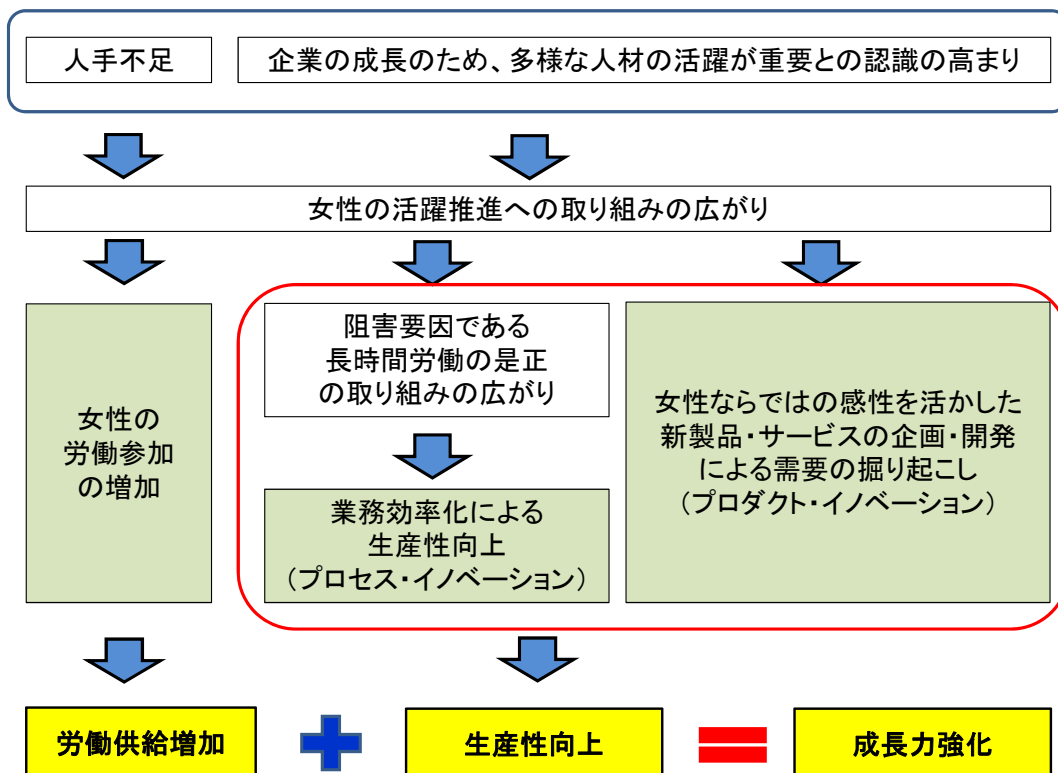 人手不足
企業の成長のため、多様な人材の活躍が重要との認識の高まり
女性の活躍推進への取り組みの広がり
女性の
労働参加
の増加
阻害要因である
長時間労働の是正
の取り組みの広がり
業務効率化による
生産性向上
（プロセス・イノベーション）
女性ならではの感性を活かした
新製品・サービスの企画・開発
による需要の掘り起こし
（プロダクト・イノベーション）
労働供給増加
生産性向上
成長力強化